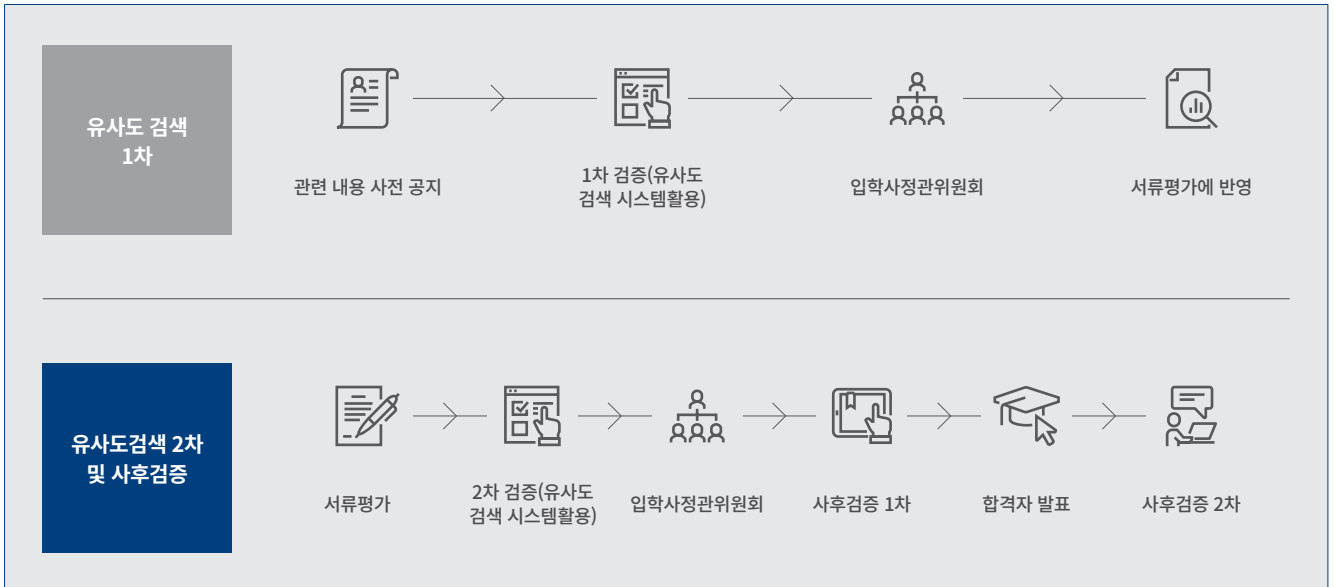 유사도 검색
1차
관련 내용 사전 공지
1차 검증(유사도
검색 시스템활용)
입학사정관위원회
서류평가에 반영
유사도검색 2차
및 사후검증
서류평가
2차 검증(유사도
검색 시스템활용)
입학사정관위원회
사후검증 1차
합격자 발표
사후검증 2차